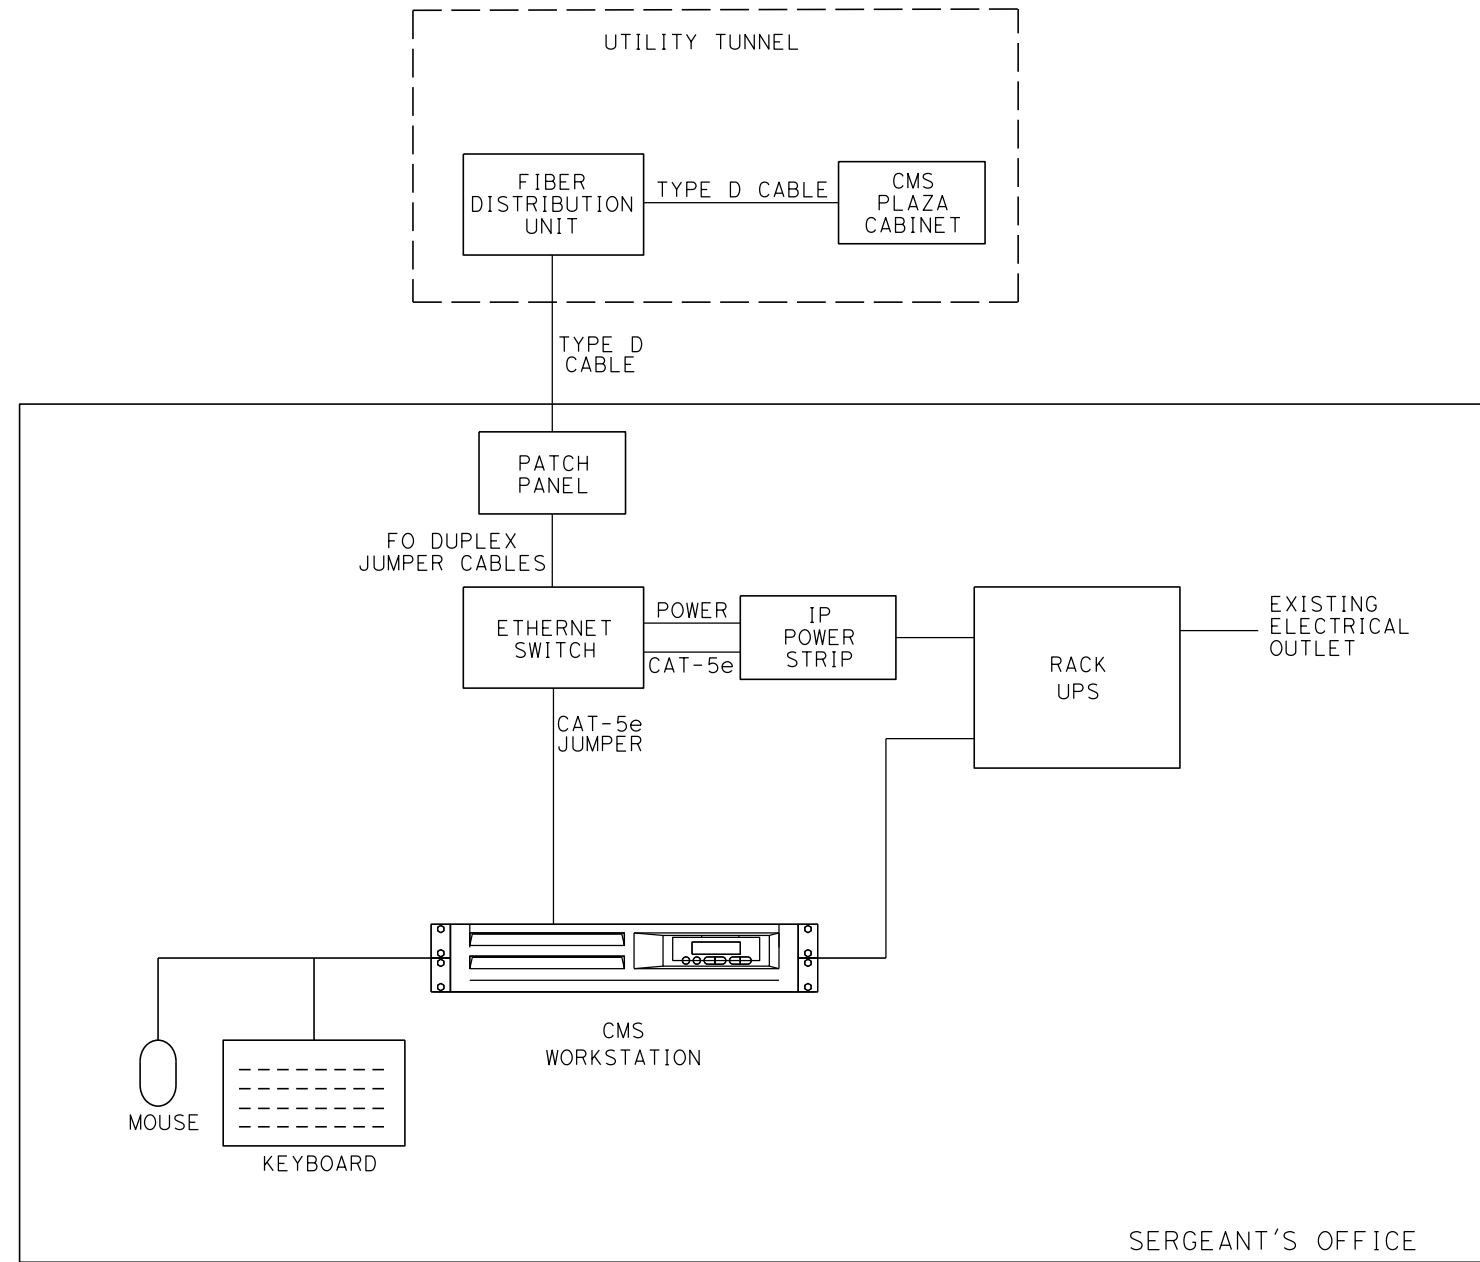 UTILITY TUNNEL
FIBER
DISTRIBUTION
UNIT
TYPE D CABLE
CMS
PLAZA
CABINET
TYPE D
CABLE
PATCH
PANEL
FO DUPLEX
JUMPER CABLES
ETHERNET
SWITCH
POWER
CAT-5e
IP
POWER
STRIP
RACK
UPS
EXISTING
ELECTRICAL
OUTLET
CAT-5e
JUMPER
CMS
WORKSTATION
MOUSE
KEYBOARD
SERGEANT'S OFFICE